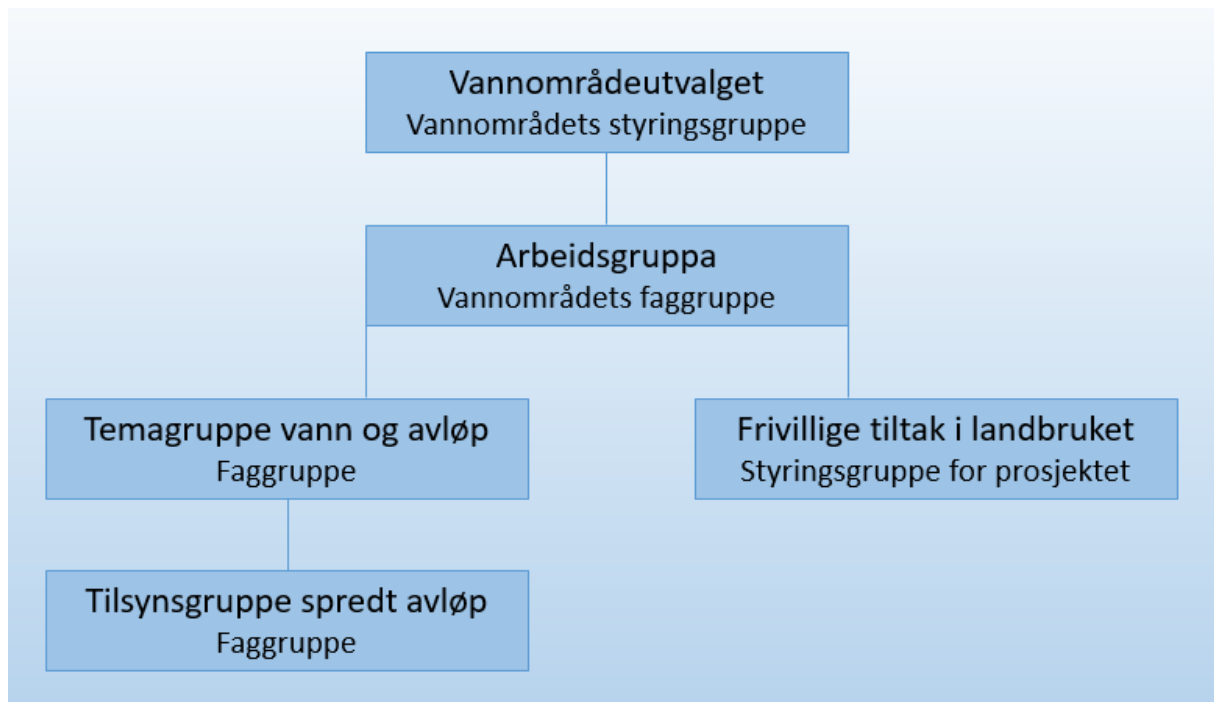 Vannområdeutvalget
Vannområdets styringsgruppe
Arbeidsgruppa
Vannområdets faggruppe
Temagruppe vann og avløp
Faggruppe
Frivillige tiltak i landbruket
Styringsgruppe for prosjektet
Tilsynsgruppe spredt avløp
Faggruppe